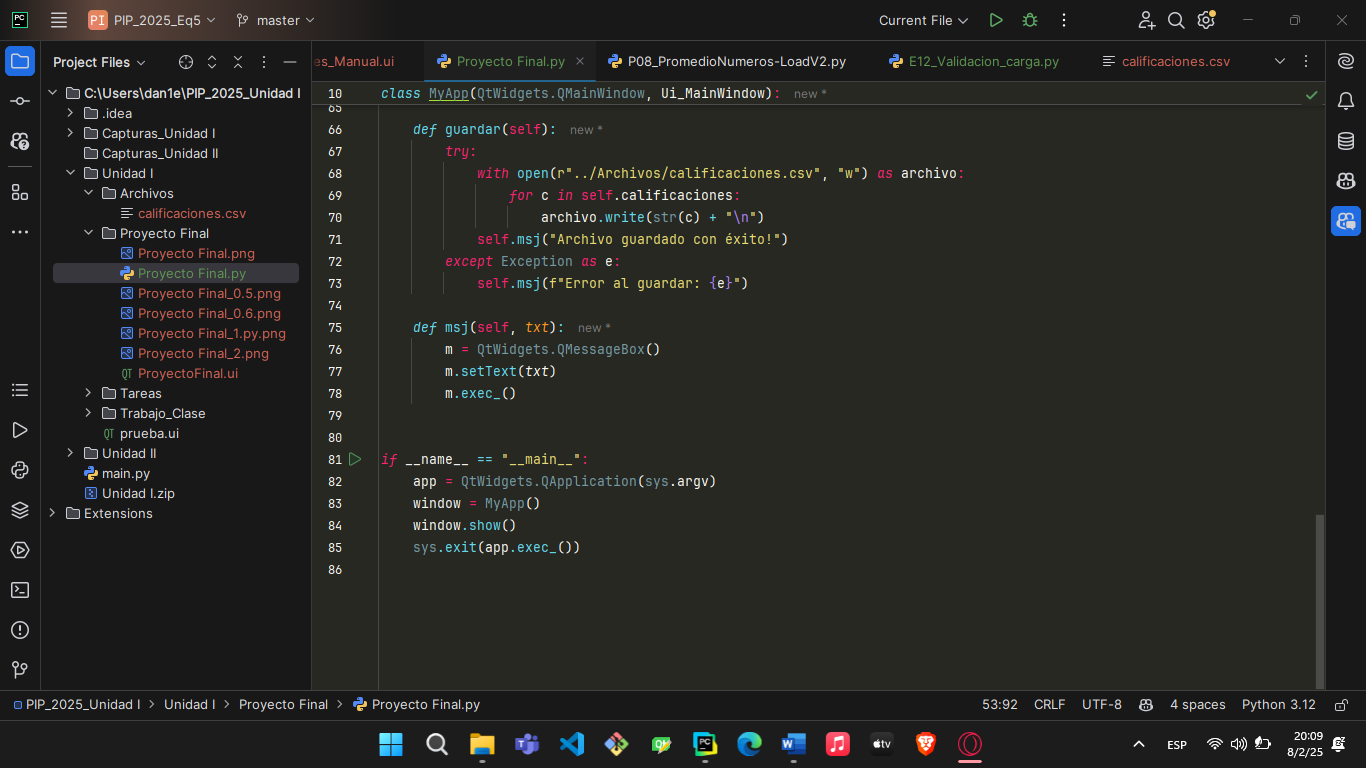 PI PIP_2025_Eq5 master Current File
Project Files
es_Manual.ui Proyecto Final.py P08_PromedioNumeros-LoadV2.py E12_Validacion_carga.py calificaciones.csv
C:\Users\dan1e\PIP_2025_Unidad I
.idea
Capturas_Unidad I
Capturas_Unidad II
Unidad I
Archivos
calificaciones.csv
Proyecto Final
Proyecto Final.png
Proyecto Final.py
Proyecto Final_0.5.png
Proyecto Final_0.6.png
Proyecto Final_1.py.png
Proyecto Final_2.png
QT ProyectoFinal.ui
Tareas
Trabajo_Clase
QT prueba.ui
Unidad II
main.py
Unidad I.zip
Extensions
10 class MyApp(QtWidgets.QMainWindow, Ui_MainWindow): new *
65
66 def guardar(self): new *
67 try:
68 with open(r"../Archivos/calificaciones.csv", "w") as archivo:
69 for c in self.calificaciones:
70 archivo.write(str(c) + "\n")
71 self.msj("Archivo guardado con éxito!")
72 except Exception as e:
73 self.msj(f"Error al guardar: {e}")
74
75 def msj(self, txt): new *
76 m = QtWidgets.QMessageBox()
77 m.setText(txt)
78 m.exec_()
79
80
81 if __name__ == "__main__":
82 app = QtWidgets.QApplication(sys.argv)
83 window = MyApp()
84 window.show()
85 sys.exit(app.exec_())
86
PIP_2025_Unidad I > Unidad I > Proyecto Final > Proyecto Final.py 53:92 CRLF UTF-8 4 spaces Python 3.12
ESP 20:09
8/2/25